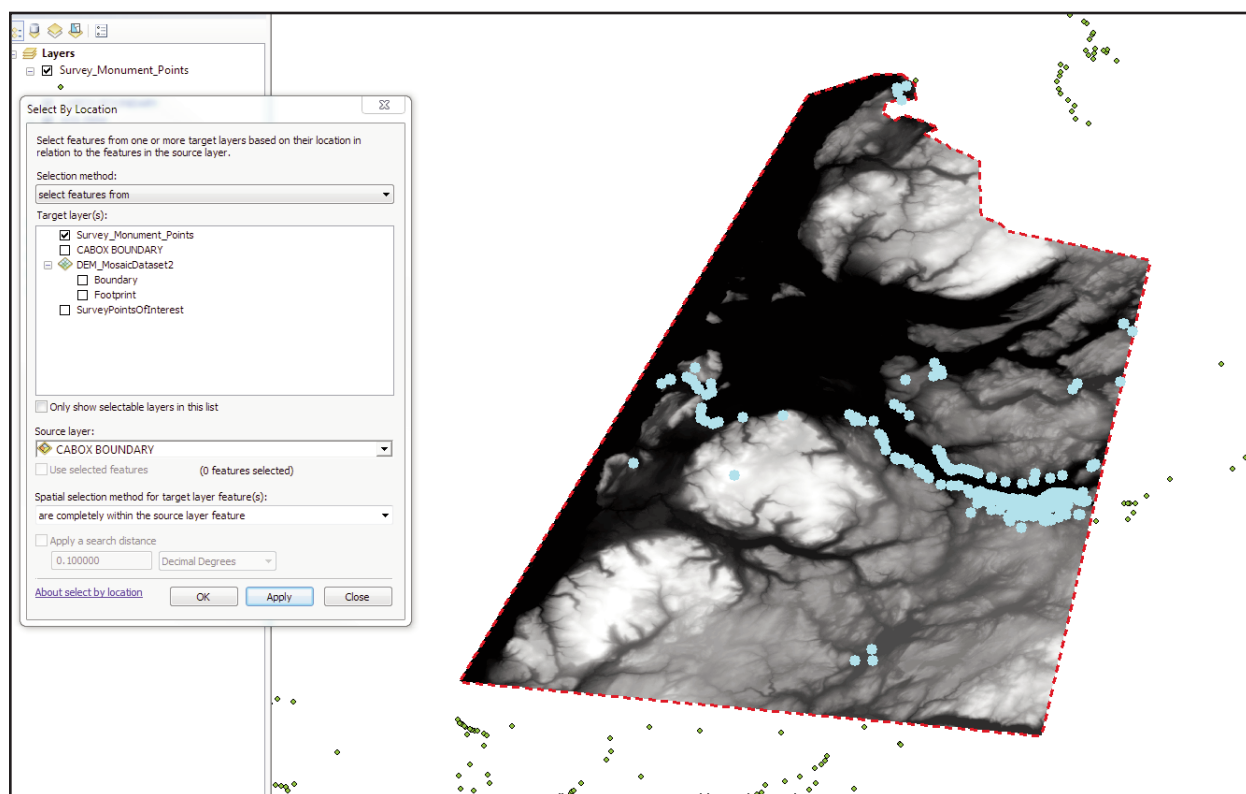 Layers
Survey_Monument_Points
Select By Location
Select features from one or more target layers based on their location in
relation to the features in the source layer.
Selection method:
select features from
Target layer(s):
Survey_Monument_Points
CABOX BOUNDARY
DEM_MosaicDataset2
Boundary
Footprint
SurveyPointsOfInterest
Only show selectable layers in this list
Source layer:
CABOX BOUNDARY
Use selected features (0 features selected)
Spatial selection method for target layer feature(s):
are completely within the source layer feature
Apply a search distance
0.100000 Decimal Degrees
About select by location OK Apply Close